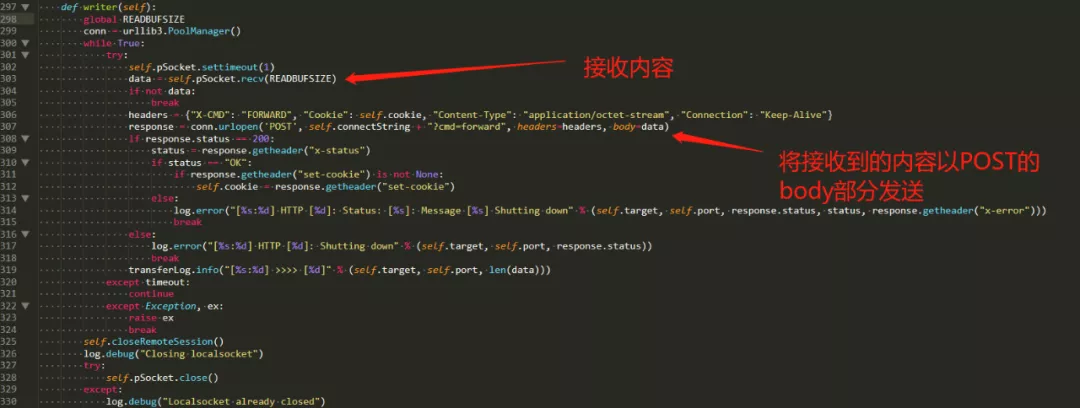 297 def writer(self):
298 global READBUFSIZE
299 conn = urllib3.PoolManager()
300 while True:
301 try:
302 self.pSocket.settimeout(1)
303 data = self.pSocket.recv(READBUFSIZE)
接收内容
304 if not data:
305 break
306 headers = {"X-CMD": "FORWARD", "Cookie": self.cookie, "Content-Type": "application/octet-stream", "Connection": "Keep-Alive"}
307 response = conn.urlopen('POST', self.connectString + "?cmd=forward", headers=headers, body=data)
将接收到的内容以POST的
body部分发送
308 if response.status == 200:
309 status = response.getheader("x-status")
310 if status == "OK":
311 if response.getheader("set-cookie") is not None:
312 self.cookie = response.getheader("set-cookie")
313 else:
314 log.error("[%s:%d] HTTP [%d]: Status: [%s]: Message [%s] Shutting down" % (self.target, self.port, response.status, status, response.getheader("x-error")))
315 break
316 else:
317 log.error("[%s:%d] HTTP [%d]: Shutting down" % (self.target, self.port, response.status))
318 break
319 transferLog.info("[%s:%d] >>>> [%d]" % (self.target, self.port, len(data)))
320 except timeout:
321 continue
322 except Exception, ex:
323 raise ex
324 break
325 self.closeRemoteSession()
326 log.debug("Closing localsocket")
327 try:
328 self.pSocket.close()
329 except:
330 log.debug("Localsocket already closed")